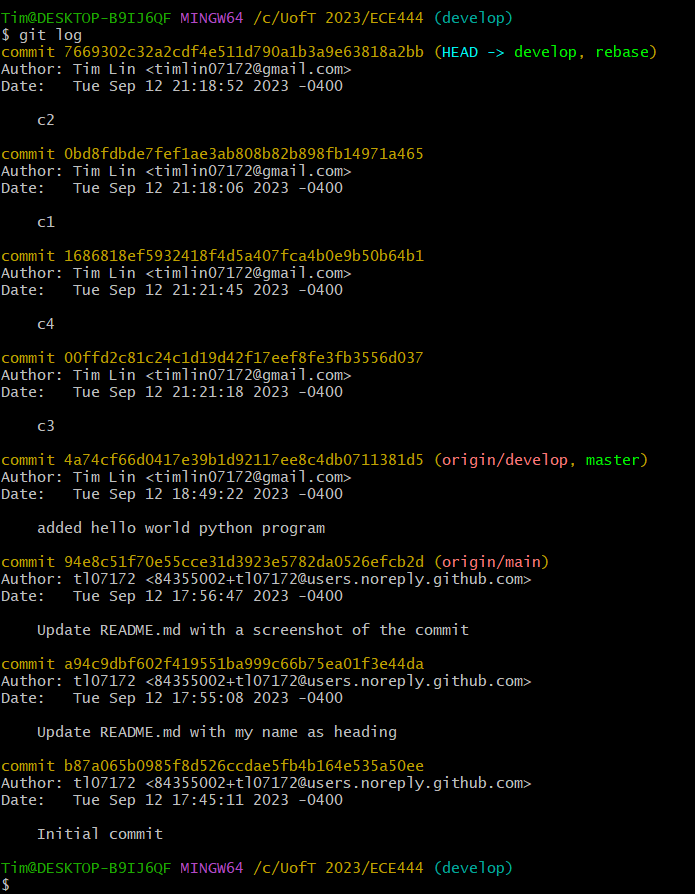 Tim@DESKTOP-B9IJ6QF MINGW64 /c/UofT 2023/ECE444 (develop)
$ git log
commit 7669302c32a2cdf4e511d790a1b3a9e63818a2bb (HEAD -> develop, rebase)
Author: Tim Lin <timlin07172@gmail.com>
Date:   Tue Sep 12 21:18:52 2023 -0400

    c2

commit 0bd8fdbde7fef1ae3ab808b82b898fb14971a465
Author: Tim Lin <timlin07172@gmail.com>
Date:   Tue Sep 12 21:18:06 2023 -0400

    c1

commit 1686818ef5932418f4d5a407fca4b0e9b50b64b1
Author: Tim Lin <timlin07172@gmail.com>
Date:   Tue Sep 12 21:21:45 2023 -0400

    c4

commit 00ffd2c81c24c1d19d42f17eef8fe3fb3556d037
Author: Tim Lin <timlin07172@gmail.com>
Date:   Tue Sep 12 21:21:18 2023 -0400

    c3

commit 4a74cf66d0417e39b1d92117ee8c4db0711381d5 (origin/develop, master)
Author: Tim Lin <timlin07172@gmail.com>
Date:   Tue Sep 12 18:49:22 2023 -0400

    added hello world python program

commit 94e8c51f70e55cce31d3923e5782da0526efcb2d (origin/main)
Author: tl07172 <84355002+tl07172@users.noreply.github.com>
Date:   Tue Sep 12 17:56:47 2023 -0400

    Update README.md with a screenshot of the commit

commit a94c9dbf602f419551ba999c66b75ea01f3e44da
Author: tl07172 <84355002+tl07172@users.noreply.github.com>
Date:   Tue Sep 12 17:55:08 2023 -0400

    Update README.md with my name as heading

commit b87a065b0985f8d526ccdae5fb4b164e535a50ee
Author: tl07172 <84355002+tl07172@users.noreply.github.com>
Date:   Tue Sep 12 17:45:11 2023 -0400

    Initial commit

Tim@DESKTOP-B9IJ6QF MINGW64 /c/UofT 2023/ECE444 (develop)
$